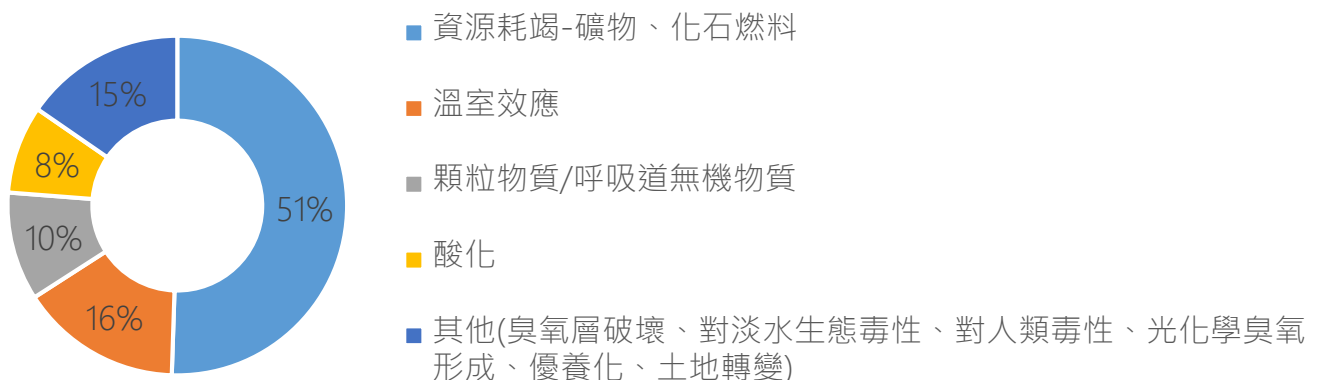 資源耗竭-礦物、化石燃料
15%
溫室效應
8%
顆粒物質/呼吸道無機物質
51%
10%
酸化
16%
其他(臭氧層破壞、對淡水生態毒性、對人類毒性、光化學臭氧
形成、優養化、土地轉變)